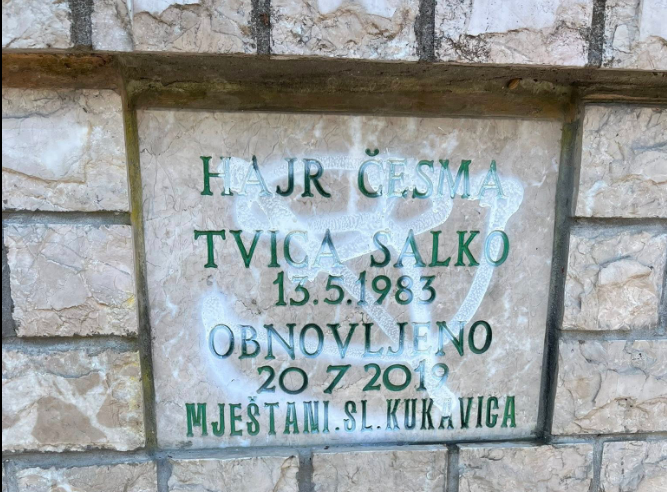 HAJR ČESMA
TVICA SALKO
13.5.1983
OBNOVLJENO
20 7 2019
MJEŠTANI.SL.KUKAVICA